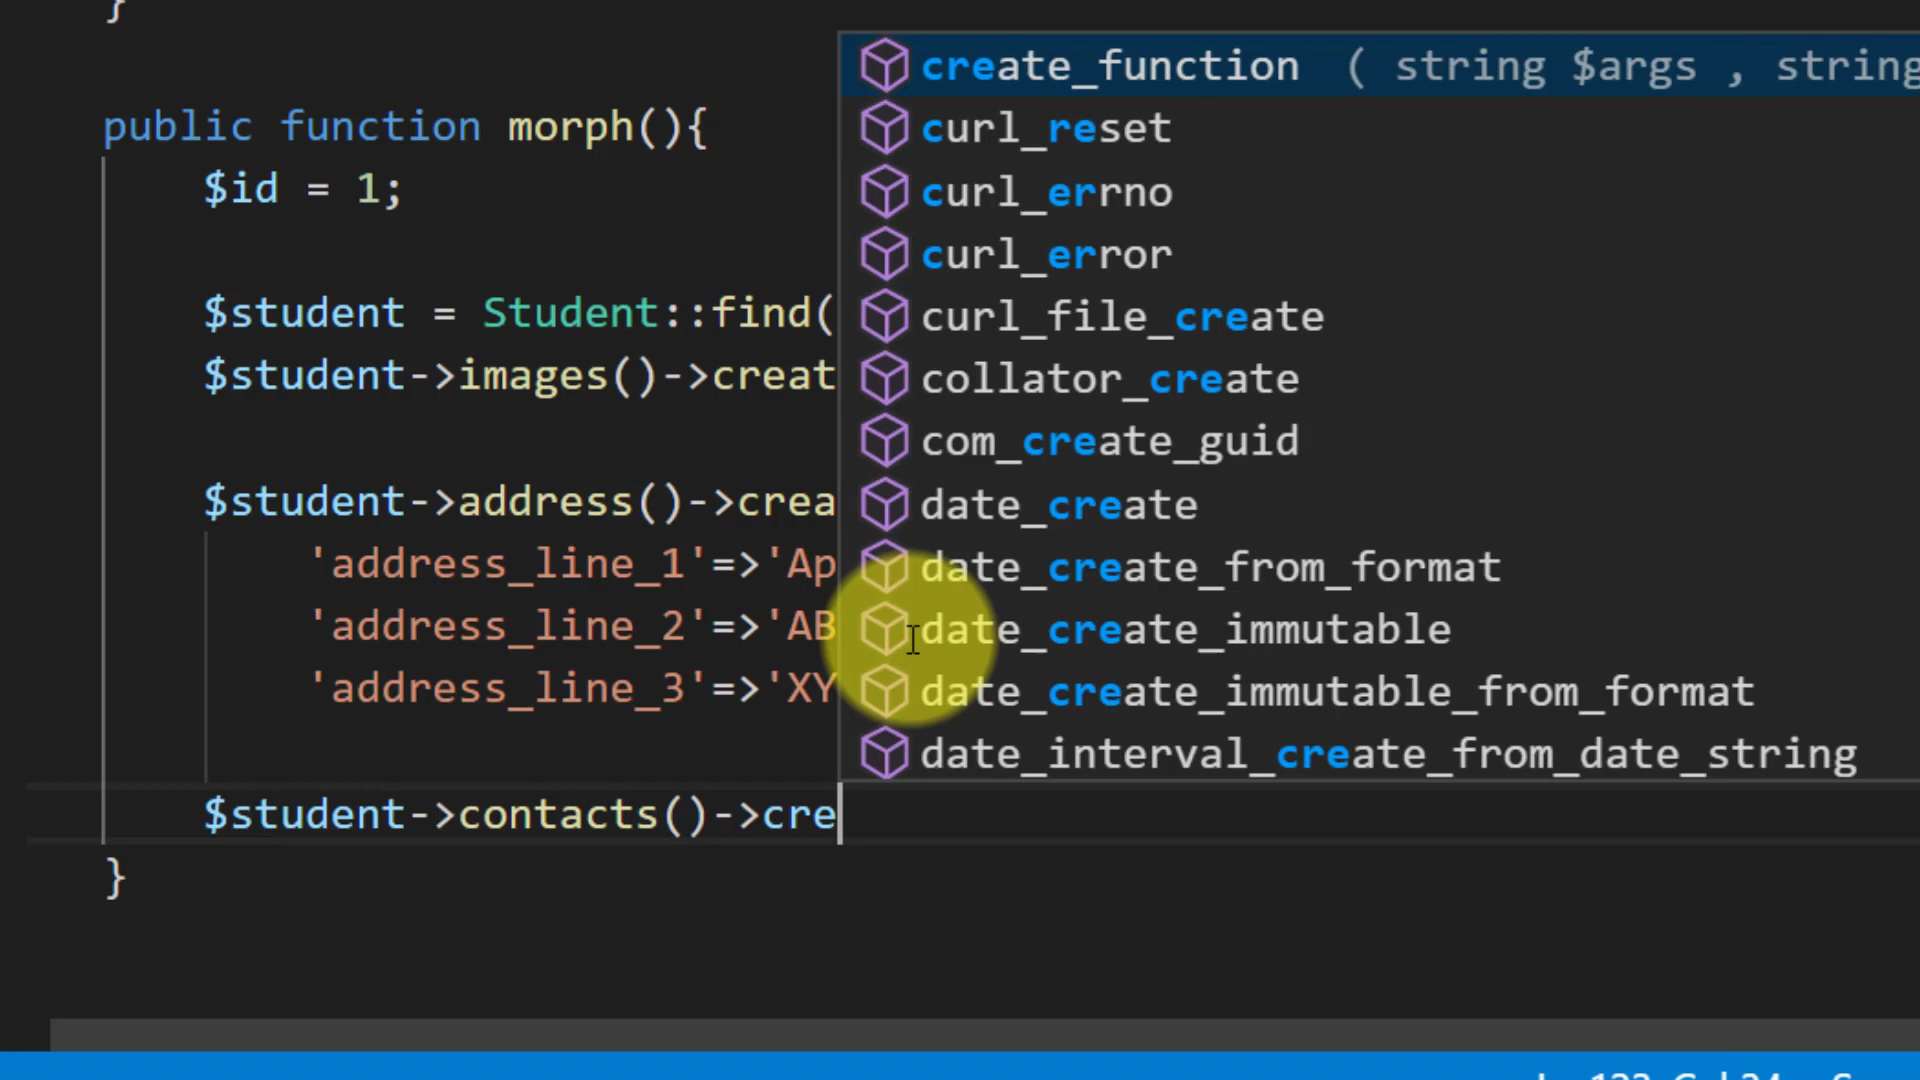 }
public function morph(){
$id = 1;
$student = Student::find(
$student->images()->creat
$student->address()->crea
'address_line_1'=>'Ap
'address_line_2'=>'AB
'address_line_3'=>'XY
$student->contacts()->cre
}
create_function ( string $args , string
curl_reset
curl_errno
curl_error
curl_file_create
collator_create
com_create_guid
date_create
date_create_from_format
date_create_immutable
date_create_immutable_from_format
date_interval_create_from_date_string